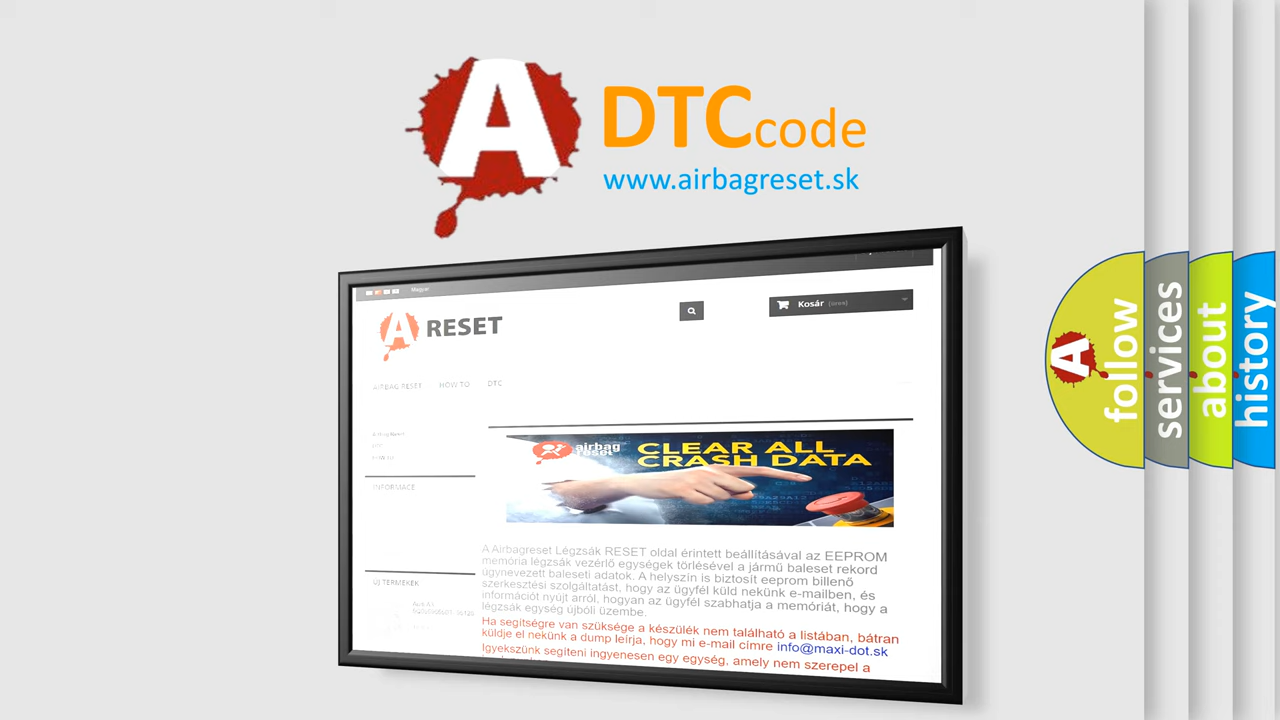 A DTC code
www.airbagreset.sk
Magyar
Kosár (üres)
A RESET
AIRBAG RESET HOW TO DTC
INFORMACE
ÚJ TERMÉKEK
airbag
reset
CLEAR ALL
CRASH DATA
A Airbagreset Légzsák RESET oldal érintett beállításával az EEPROM
memória légzsák vezérlő egységek törlésével a jármű baleset rekord
úgynevezett baleseti adatok. A helyszín is biztosít eeprom billenő
szerkesztési szolgáltatást, hogy az ügyfél küld nekünk e-mailben, és
információt nyújt arról, hogyan az ügyfél szabhatja a memóriát, hogy a
légzsák egység újbóli üzembe.
Ha segítségre van szüksége a készülék nem található a listában, bátran
küldje el nekünk a dump leírja, hogy mi e-mail címre info@maxi-dot.sk
Igyekszünk segíteni ingyenesen egy egység, amely nem szerepel a
A follow
services
about
history